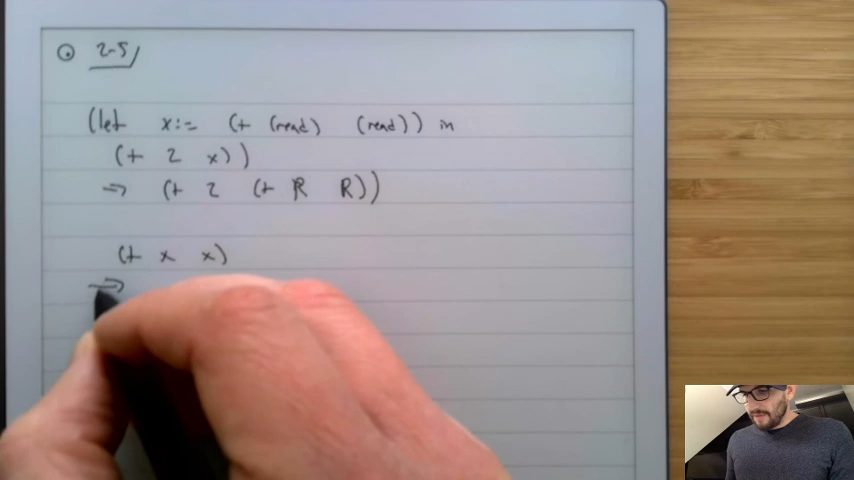 ⊙ 2-5/
(let x:= (+ (read) (read)) in
(+ 2 x))
=> (+ 2 (+ R R))
(+ x x)
=>